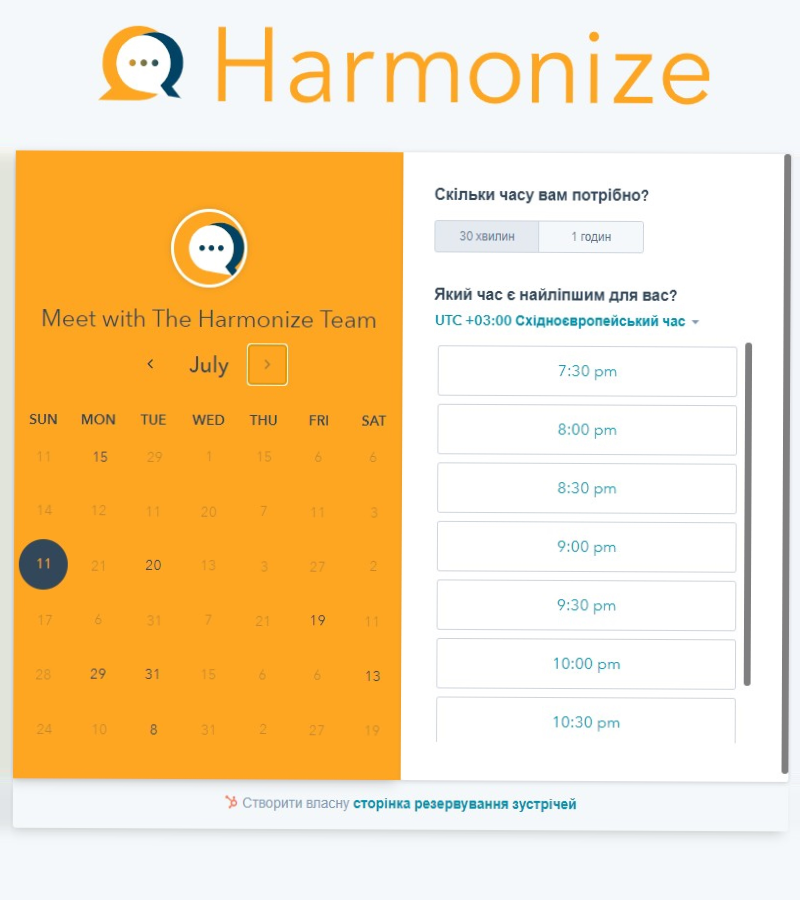 Harmonize
Meet with The Harmonize Team
July
SUN MON TUE WED THU FRI SAT
11 15 29 1 15 6 6
14 12 11 20 7 11 3
11 21 20 13 3 27 2
17 6 31 7 21 19 11
28 29 31 15 6 6 13
24 10 8 31 2 27 19
Скільки часу вам потрібно?
30 хвилин 1 годин
Який час є найліпшим для вас?
UTC +03:00 Східноєвропейський час
7:30 pm
8:00 pm
8:30 pm
9:00 pm
9:30 pm
10:00 pm
10:30 pm
Створити власну сторінка резервування зустрічей